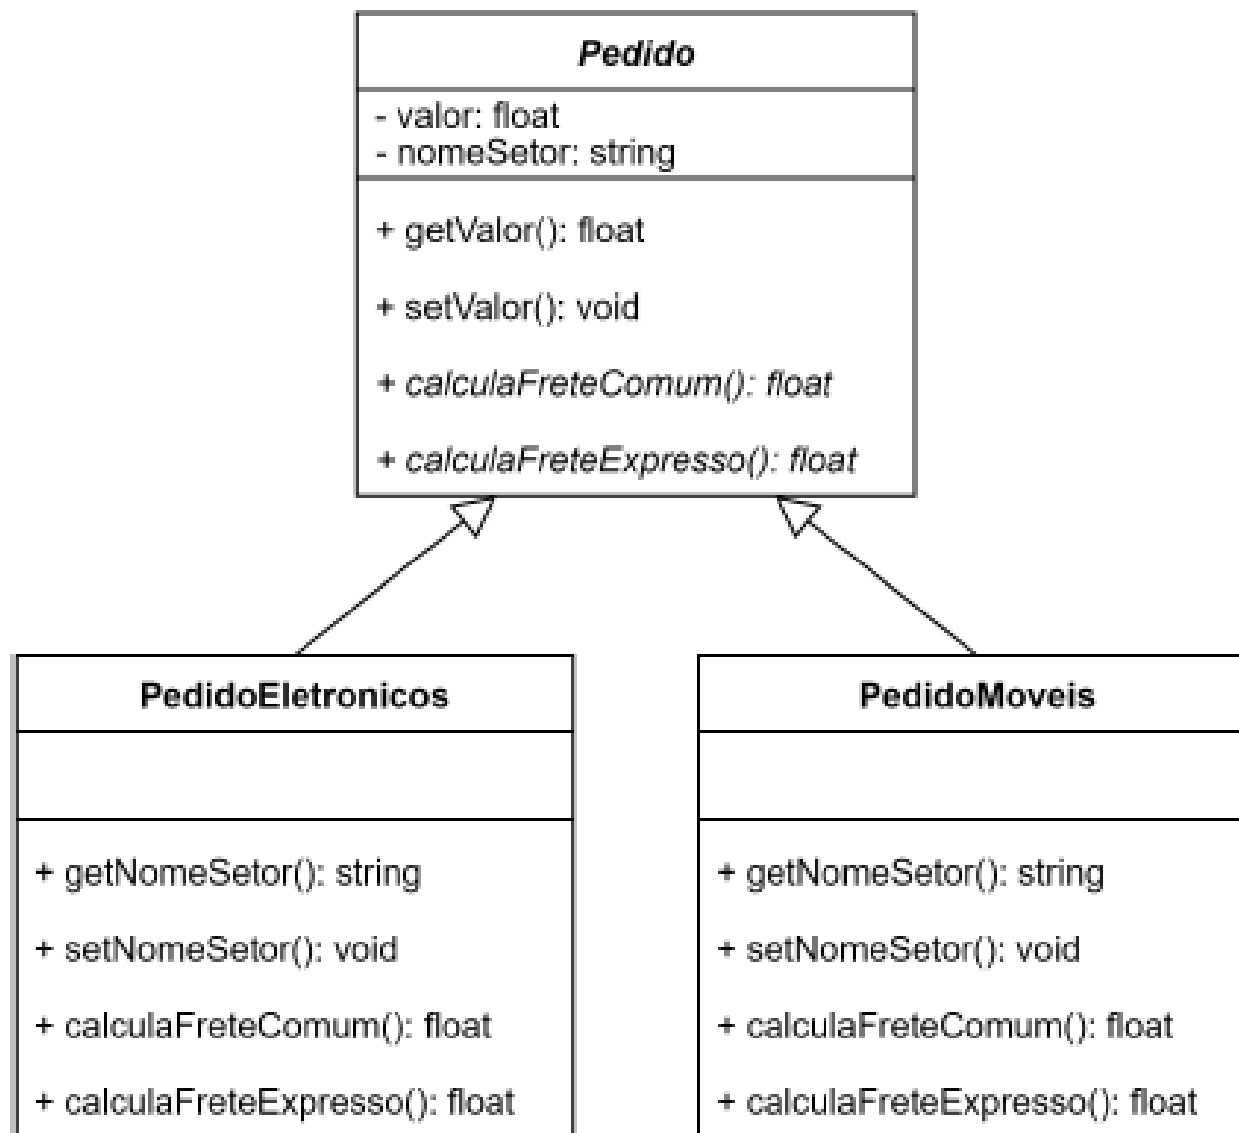 Pedido
- valor: float
- nomeSetor: string
+ getValor(): float
+ setValor(): void
+ calculaFreteComum(): float
+ calculaFreteExpresso(): float
PedidoEletronicos
+ getNomeSetor(): string
+ setNomeSetor(): void
+ calculaFreteComum(): float
+ calculaFreteExpresso(): float
PedidoMoveis
+ getNomeSetor(): string
+ setNomeSetor(): void
+ calculaFreteComum(): float
+ calculaFreteExpresso(): float